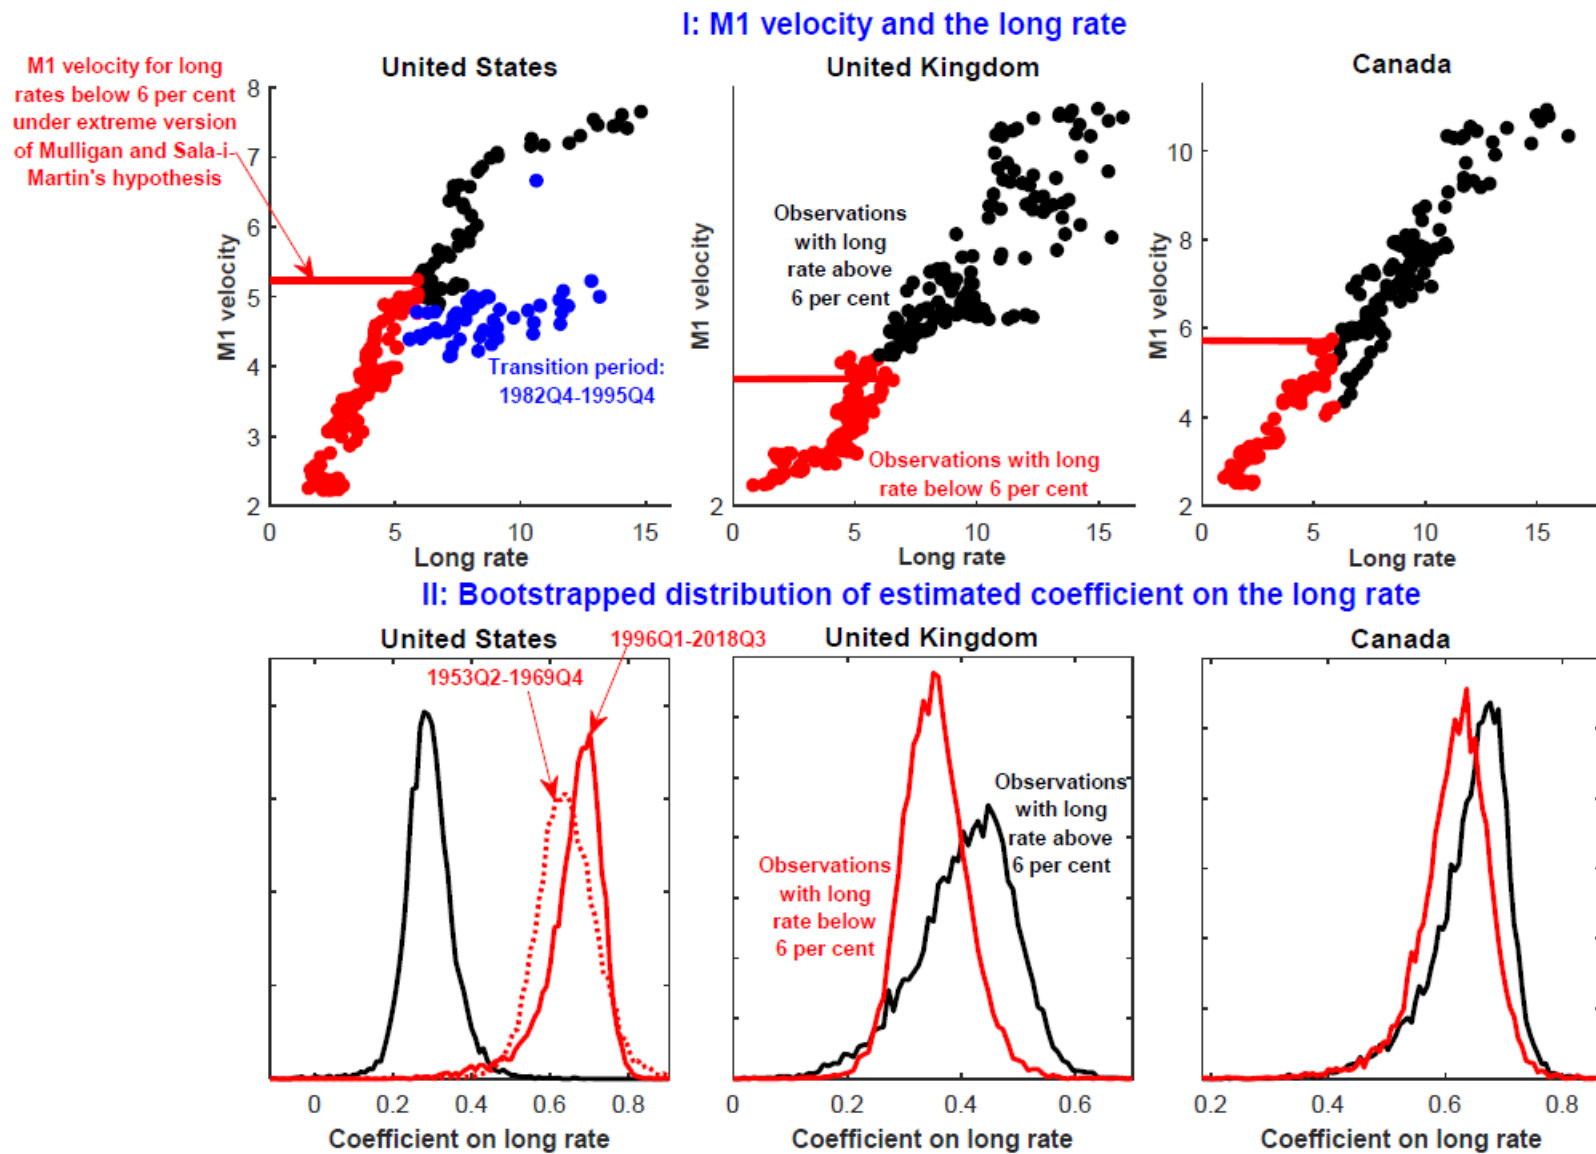 I: M1 velocity and the long rate
M1 velocity for long
rates below 6 per cent
under extreme version
of Mulligan and Sala-i-
Martin's hypothesis
United States
8
7
6
5
4
3
2
M1 velocity
0
5
10
15
Long rate
Transition period:
1982Q4-1995Q4
United Kingdom
M1 velocity
2
0
5
10
15
Long rate
Observations
with long
rate above
6 per cent
Observations with long
rate below 6 per cent
Canada
10
8
6
4
2
M1 velocity
0
5
10
15
Long rate
II: Bootstrapped distribution of estimated coefficient on the long rate
United States
1996Q1-2018Q3
1953Q2-1969Q4
0
0.2
0.4
0.6
0.8
Coefficient on long rate
United Kingdom
Observations
with long
rate above
6 per cent
Observations
with long
rate below
6 per cent
0
0.2
0.4
0.6
Coefficient on long rate
Canada
0.2
0.4
0.6
0.8
Coefficient on long rate